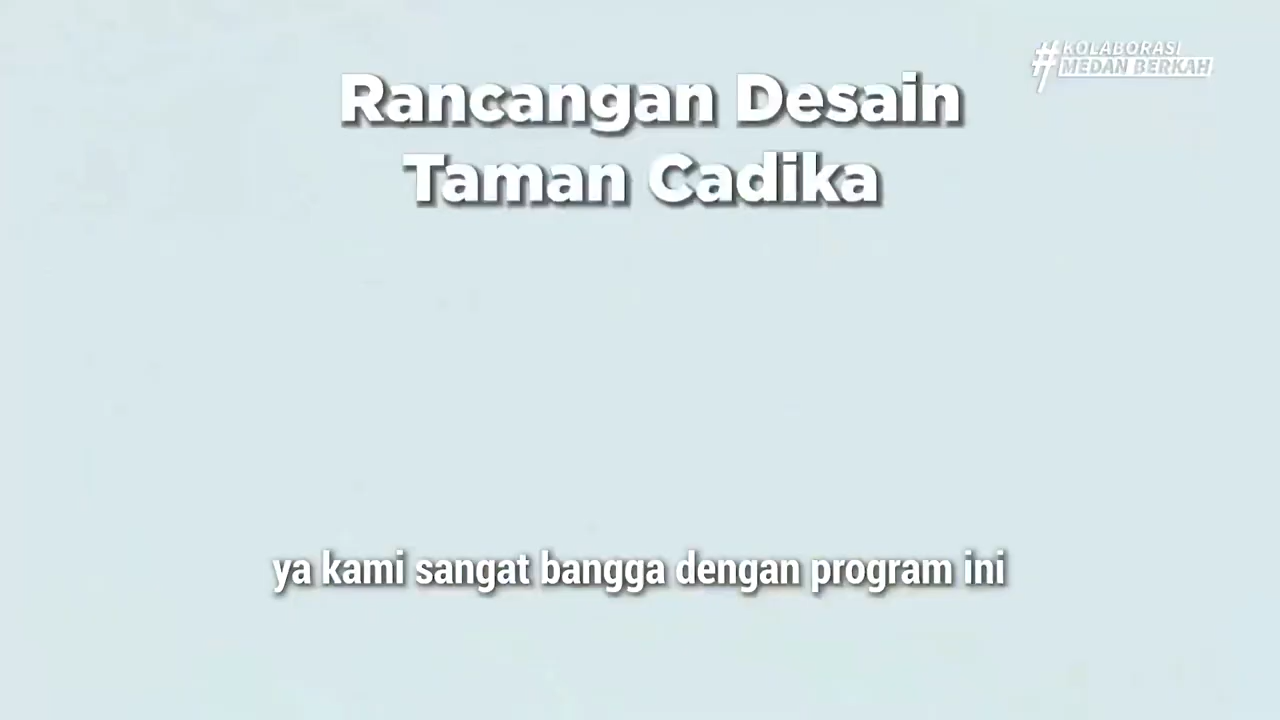 #KOLABORASI
MEDAN BERKAH
Rancangan Desain
Taman Cadika
ya kami sangat bangga dengan program ini